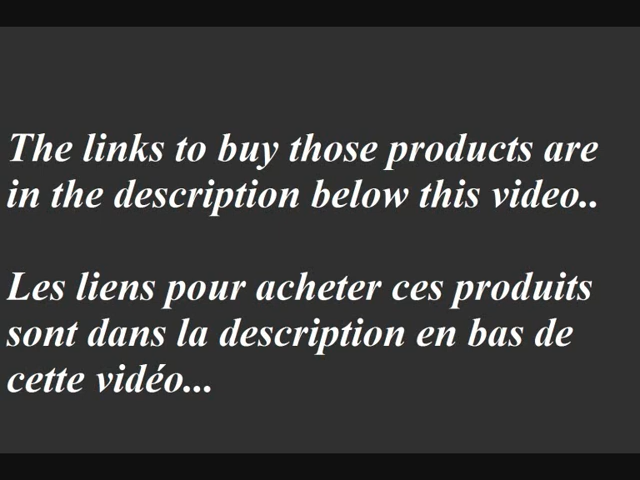 The links to buy those products are
in the description below this video..
Les liens pour acheter ces produits
sont dans la description en bas de
cette vidéo...